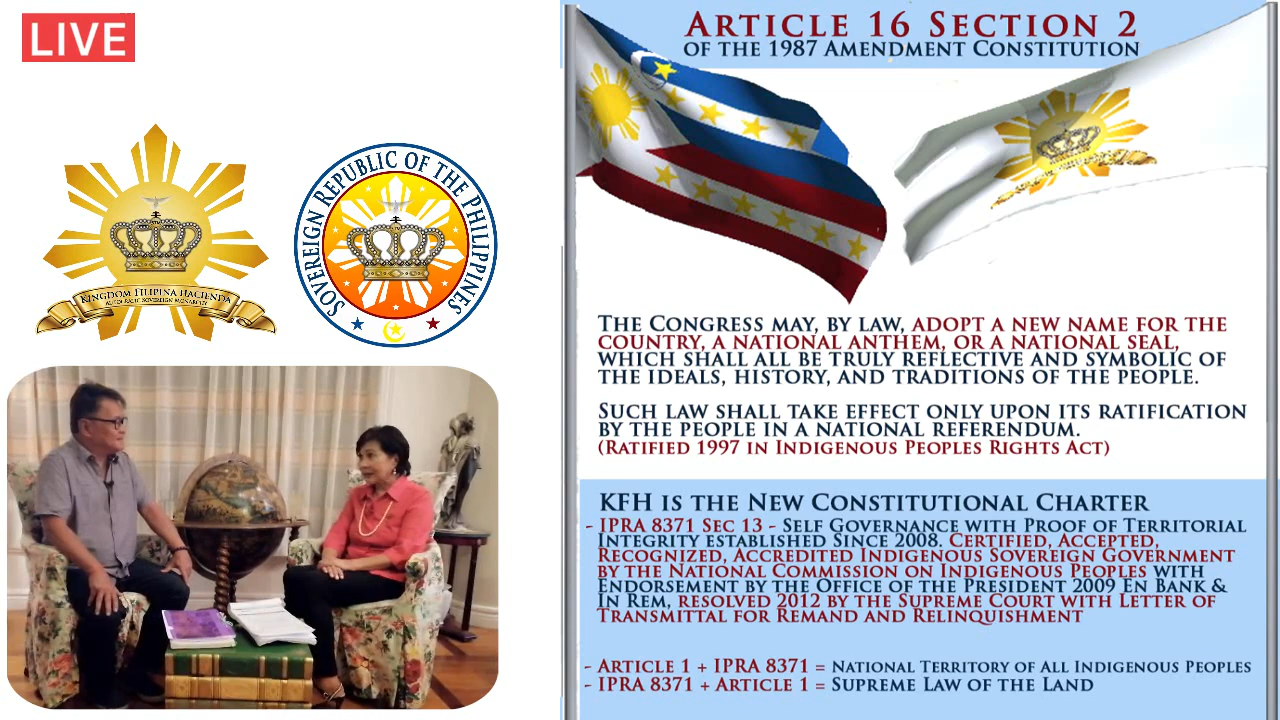 LIVE
KINGDOM FILIPINA HACIENDA
SOVEREIGN REPUBLIC OF THE PHILIPPINES
ARTICLE 16 SECTION 2
OF THE 1987 AMENDMENT CONSTITUTION
THE CONGRESS MAY, BY LAW, ADOPT A NEW NAME FOR THE
COUNTRY, A NATIONAL ANTHEM, OR A NATIONAL SEAL,
WHICH SHALL ALL BE TRULY REFLECTIVE AND SYMBOLIC OF
THE IDEALS, HISTORY, AND TRADITIONS OF THE PEOPLE.
SUCH LAW SHALL TAKE EFFECT ONLY UPON ITS RATIFICATION
BY THE PEOPLE IN A NATIONAL REFERENDUM.
(RATIFIED 1997 IN INDIGENOUS PEOPLES RIGHTS ACT)
KFH IS THE NEW CONSTITUTIONAL CHARTER
- IPRA 8371 SEC 13 - SELF GOVERNANCE WITH PROOF OF TERRITORIAL
INTEGRITY ESTABLISHED SINCE 2008. CERTIFIED, ACCEPTED,
RECOGNIZED, ACCREDITED INDIGENOUS SOVEREIGN GOVERNMENT
BY THE NATIONAL COMMISSION ON INDIGENOUS PEOPLES WITH
ENDORSEMENT BY THE OFFICE OF THE PRESIDENT 2009 EN BANK &
IN REM, RESOLVED 2012 BY THE SUPREME COURT WITH LETTER OF
TRANSMITTAL FOR REMAND AND RELINQUISHMENT
- ARTICLE 1 + IPRA 8371 = NATIONAL TERRITORY OF ALL INDIGENOUS PEOPLES
- IPRA 8371 + ARTICLE 1 = SUPREME LAW OF THE LAND